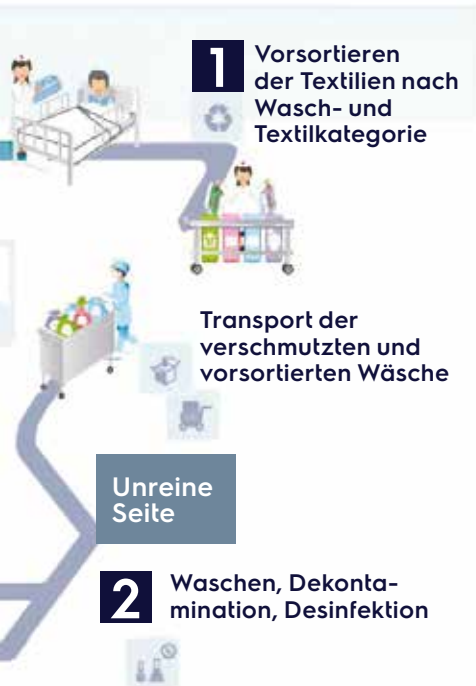 1
Vorsortieren
der Textilien nach
Wasch- und
Textilkategorie
Transport der
verschmutzten und
vorsortierten Wäsche
Unreine
Seite
2
Waschen, Dekonta-
mination, Desinfektion